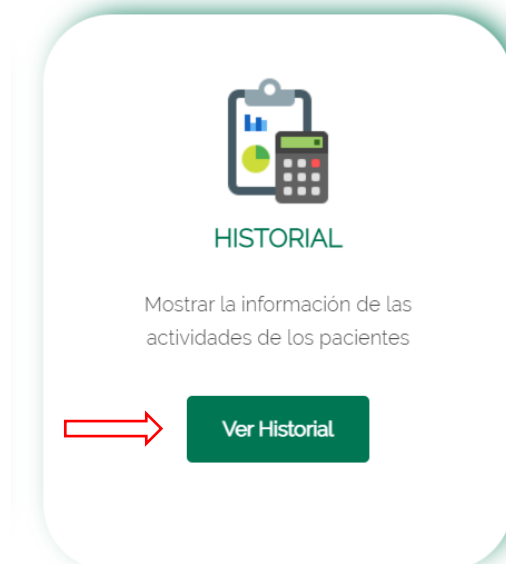 HISTORIAL
Mostrar la información de las
actividades de los pacientes
Ver Historial